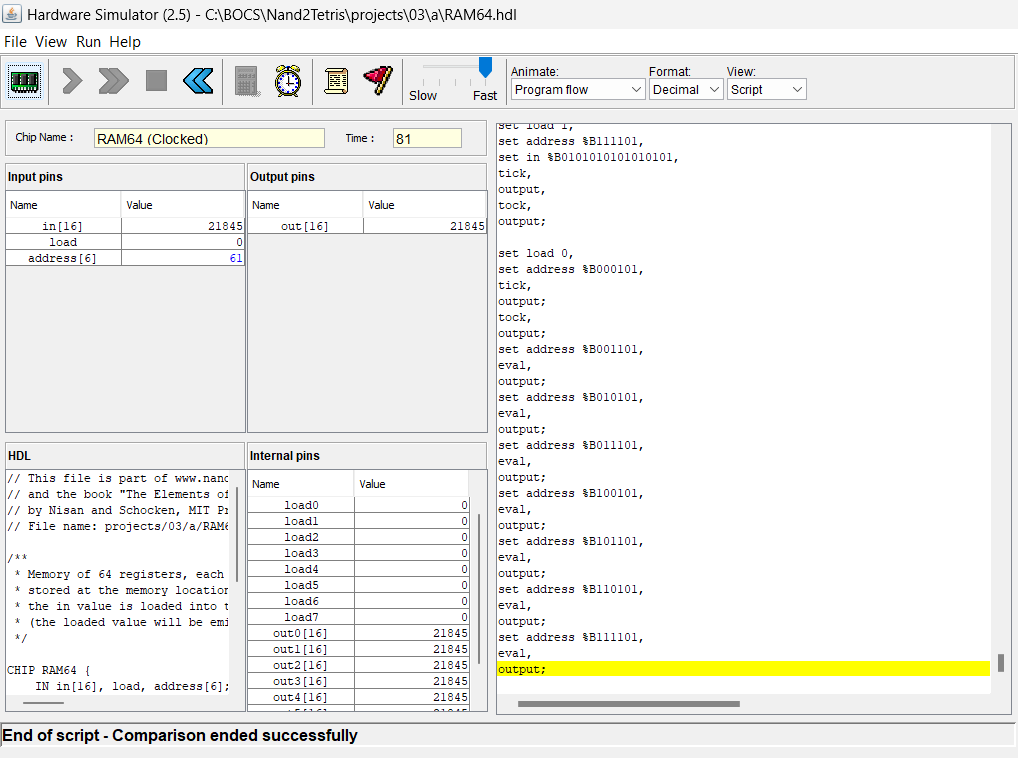 Hardware Simulator (2.5) - C:\BOCS\Nand2Tetris\projects\03\a\RAM64.hdl
File View Run Help
Slow Fast
Animate: Format: View:
Program flow Decimal Script
Chip Name : RAM64 (Clocked) Time : 81
Input pins
Name Value
in[16] 21845
load 0
address[6] 61
Output pins
Name Value
out[16] 21845
HDL
// This file is part of www.nand
// and the book "The Elements of
// by Nisan and Schocken, MIT Pr
// File name: projects/03/a/RAM6
/**
* Memory of 64 registers, each
* stored at the memory location
* the in value is loaded into t
* (the loaded value will be emi
*/
CHIP RAM64 {
IN in[16], load, address[6];
Internal pins
Name Value
load0 0
load1 0
load2 0
load3 0
load4 0
load5 0
load6 0
load7 0
out0[16] 21845
out1[16] 21845
out2[16] 21845
out3[16] 21845
out4[16] 21845
set load 1,
set address %B111101,
set in %B0101010101010101,
tick,
output,
tock,
output;
set load 0,
set address %B000101,
tick,
output;
tock,
output;
set address %B001101,
eval,
output;
set address %B010101,
eval,
output;
set address %B011101,
eval,
output;
set address %B100101,
eval,
output;
set address %B101101,
eval,
output;
set address %B110101,
eval,
output;
set address %B111101,
eval,
output;
End of script - Comparison ended successfully